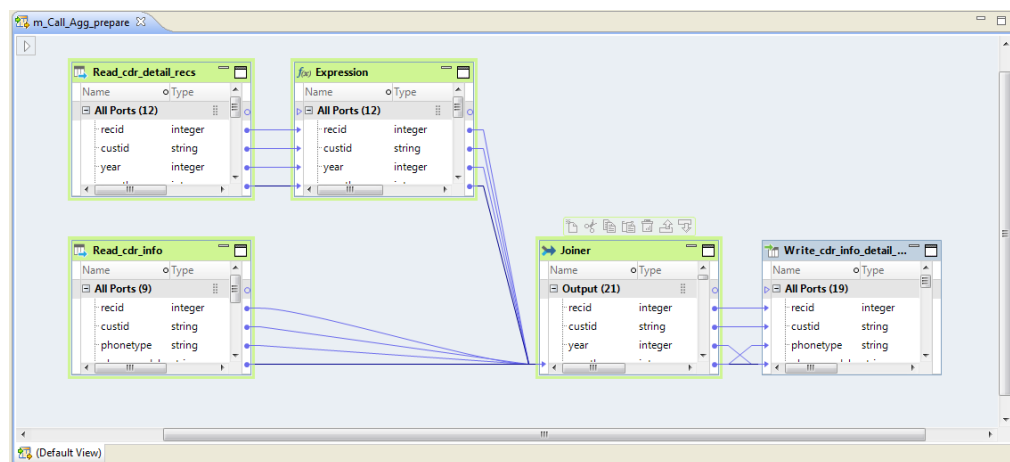 m_Call_Agg_prepare
Read_cdr_detail_recs
Name Type
All Ports (12)
recid integer
custid string
year integer
f(x) Expression
Name Type
All Ports (12)
recid integer
custid string
year integer
Read_cdr_info
Name Type
All Ports (9)
recid integer
custid string
phonetype string
Joiner
Name Type
Output (21)
recid integer
custid string
year integer
Write_cdr_info_detail_...
Name Type
All Ports (19)
recid integer
custid string
phonetype string
(Default View)